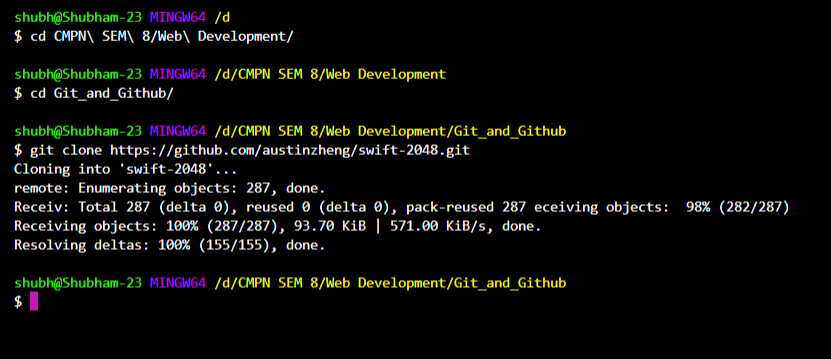 shubh@Shubham-23 MINGW64 /d
$ cd CMPN\ SEM\ 8/Web\ Development/
shubh@Shubham-23 MINGW64 /d/CMPN SEM 8/Web Development
$ cd Git_and_Github/
shubh@Shubham-23 MINGW64 /d/CMPN SEM 8/Web Development/Git_and_Github
$ git clone https://github.com/austinzheng/swift-2048.git
Cloning into 'swift-2048'...
remote: Enumerating objects: 287, done.
Receiv: Total 287 (delta 0), reused 0 (delta 0), pack-reused 287 eceiving objects:  98% (282/287)
Receiving objects: 100% (287/287), 93.70 KiB | 571.00 KiB/s, done.
Resolving deltas: 100% (155/155), done.
shubh@Shubham-23 MINGW64 /d/CMPN SEM 8/Web Development/Git_and_Github
$